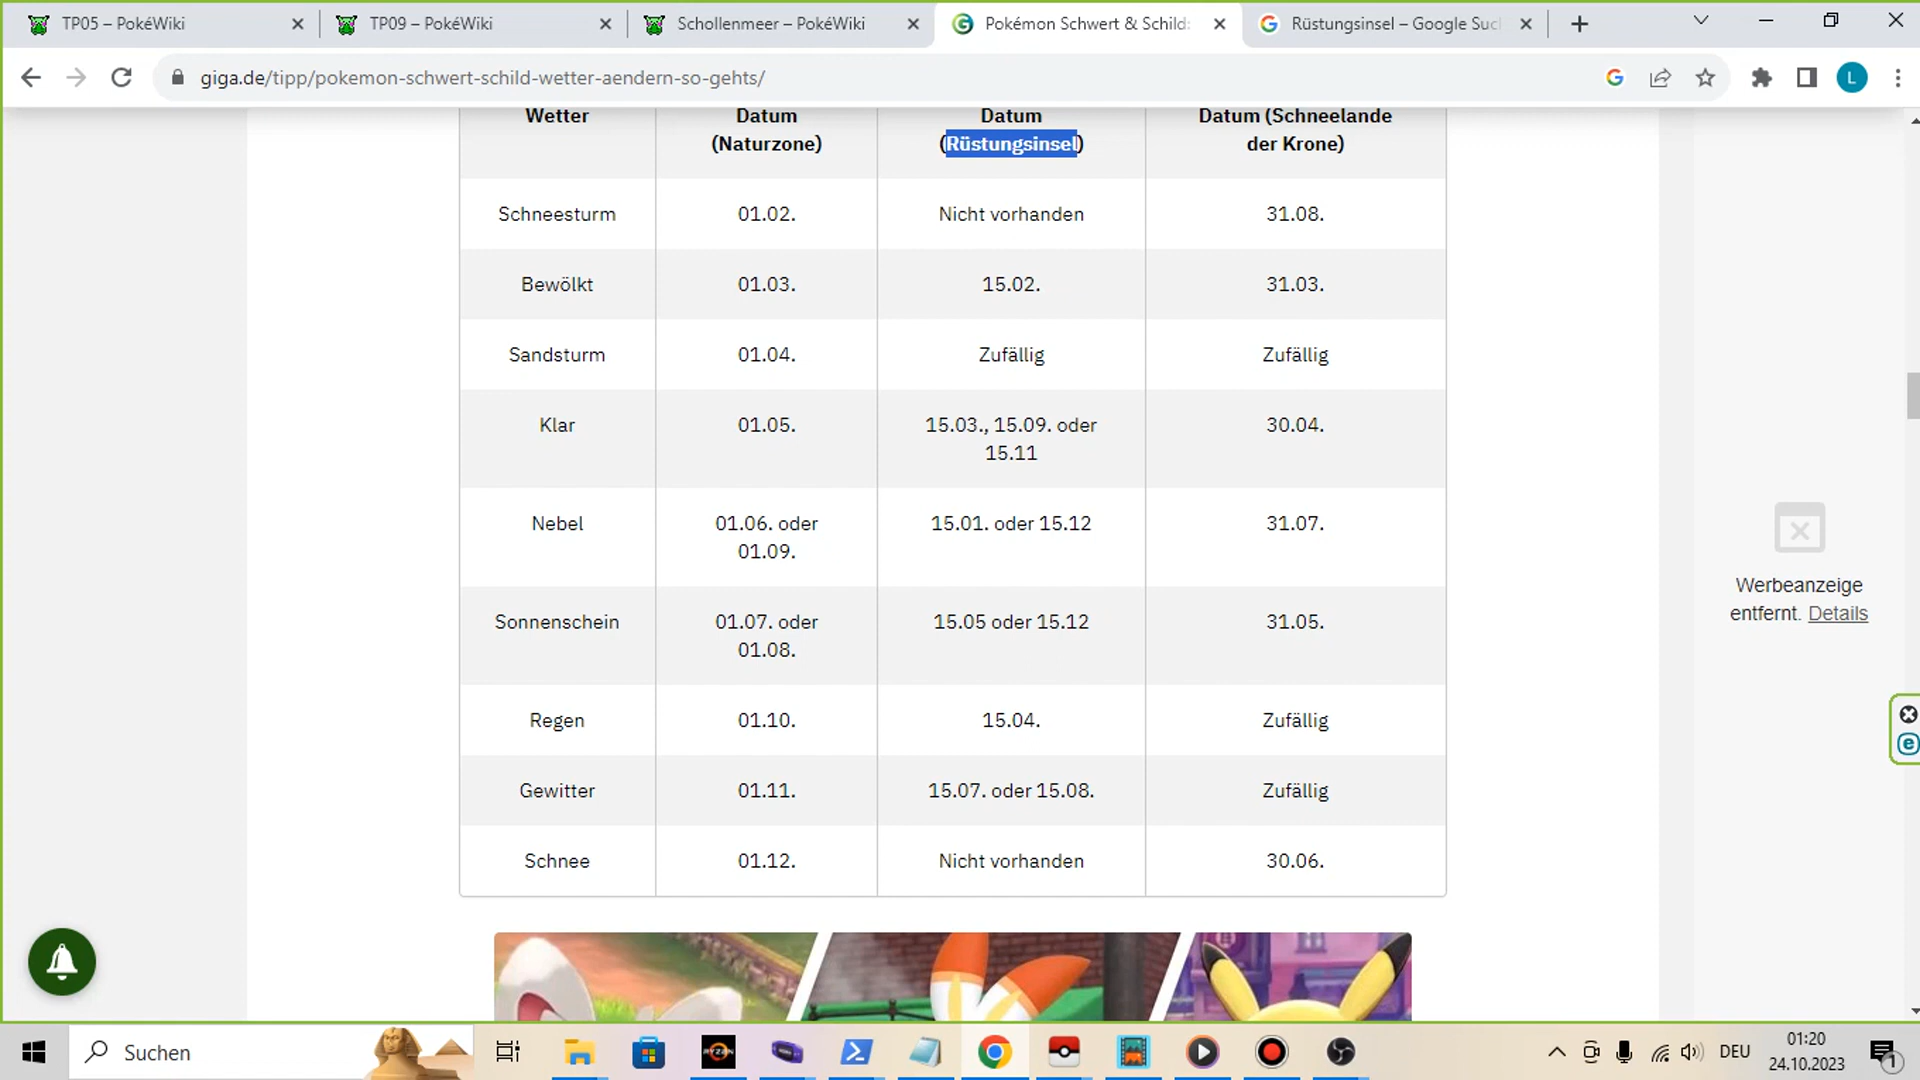 TP05 – PokéWiki
TP09 – PokéWiki
Schollenmeer – PokéWiki
Pokémon Schwert & Schild:
Rüstungsinsel – Google Suc
giga.de/tipp/pokemon-schwert-schild-wetter-aendern-so-gehts/
L
Wetter
Datum
(Naturzone)
Datum
(Rüstungsinsel)
Datum (Schneelande
der Krone)
Schneesturm
01.02.
Nicht vorhanden
31.08.
Bewölkt
01.03.
15.02.
31.03.
Sandsturm
01.04.
Zufällig
Zufällig
Klar
01.05.
15.03., 15.09. oder
15.11
30.04.
Nebel
01.06. oder
01.09.
15.01. oder 15.12
31.07.
Sonnenschein
01.07. oder
01.08.
15.05 oder 15.12
31.05.
Regen
01.10.
15.04.
Zufällig
Gewitter
01.11.
15.07. oder 15.08.
Zufällig
Schnee
01.12.
Nicht vorhanden
30.06.
Werbeanzeige
entfernt. Details
Suchen
RYZEN
DEU
01:20
24.10.2023
1